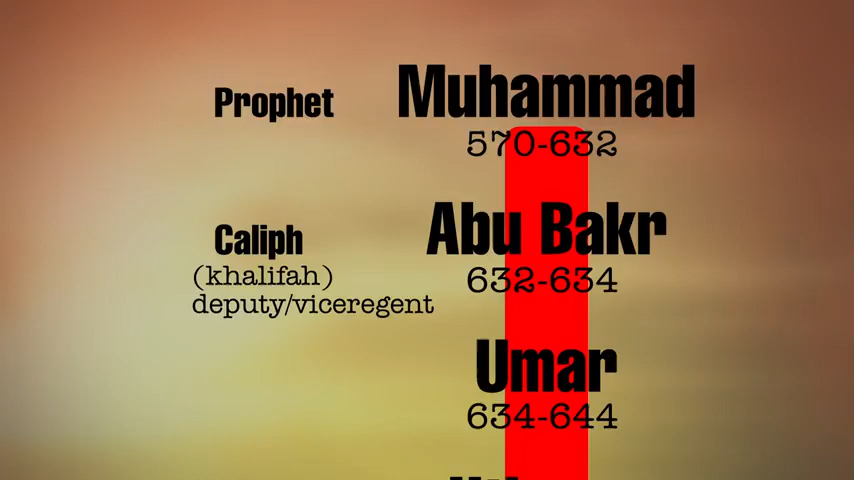 Prophet Muhammad
570-632
Caliph Abu Bakr
(khalifah) 632-634
deputy/viceregent
Umar
634-644